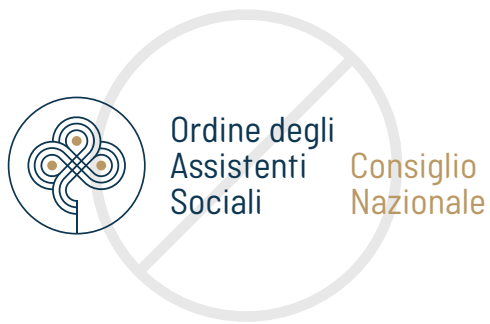 Ordine degli
Assistenti
Sociali
Consiglio
Nazionale